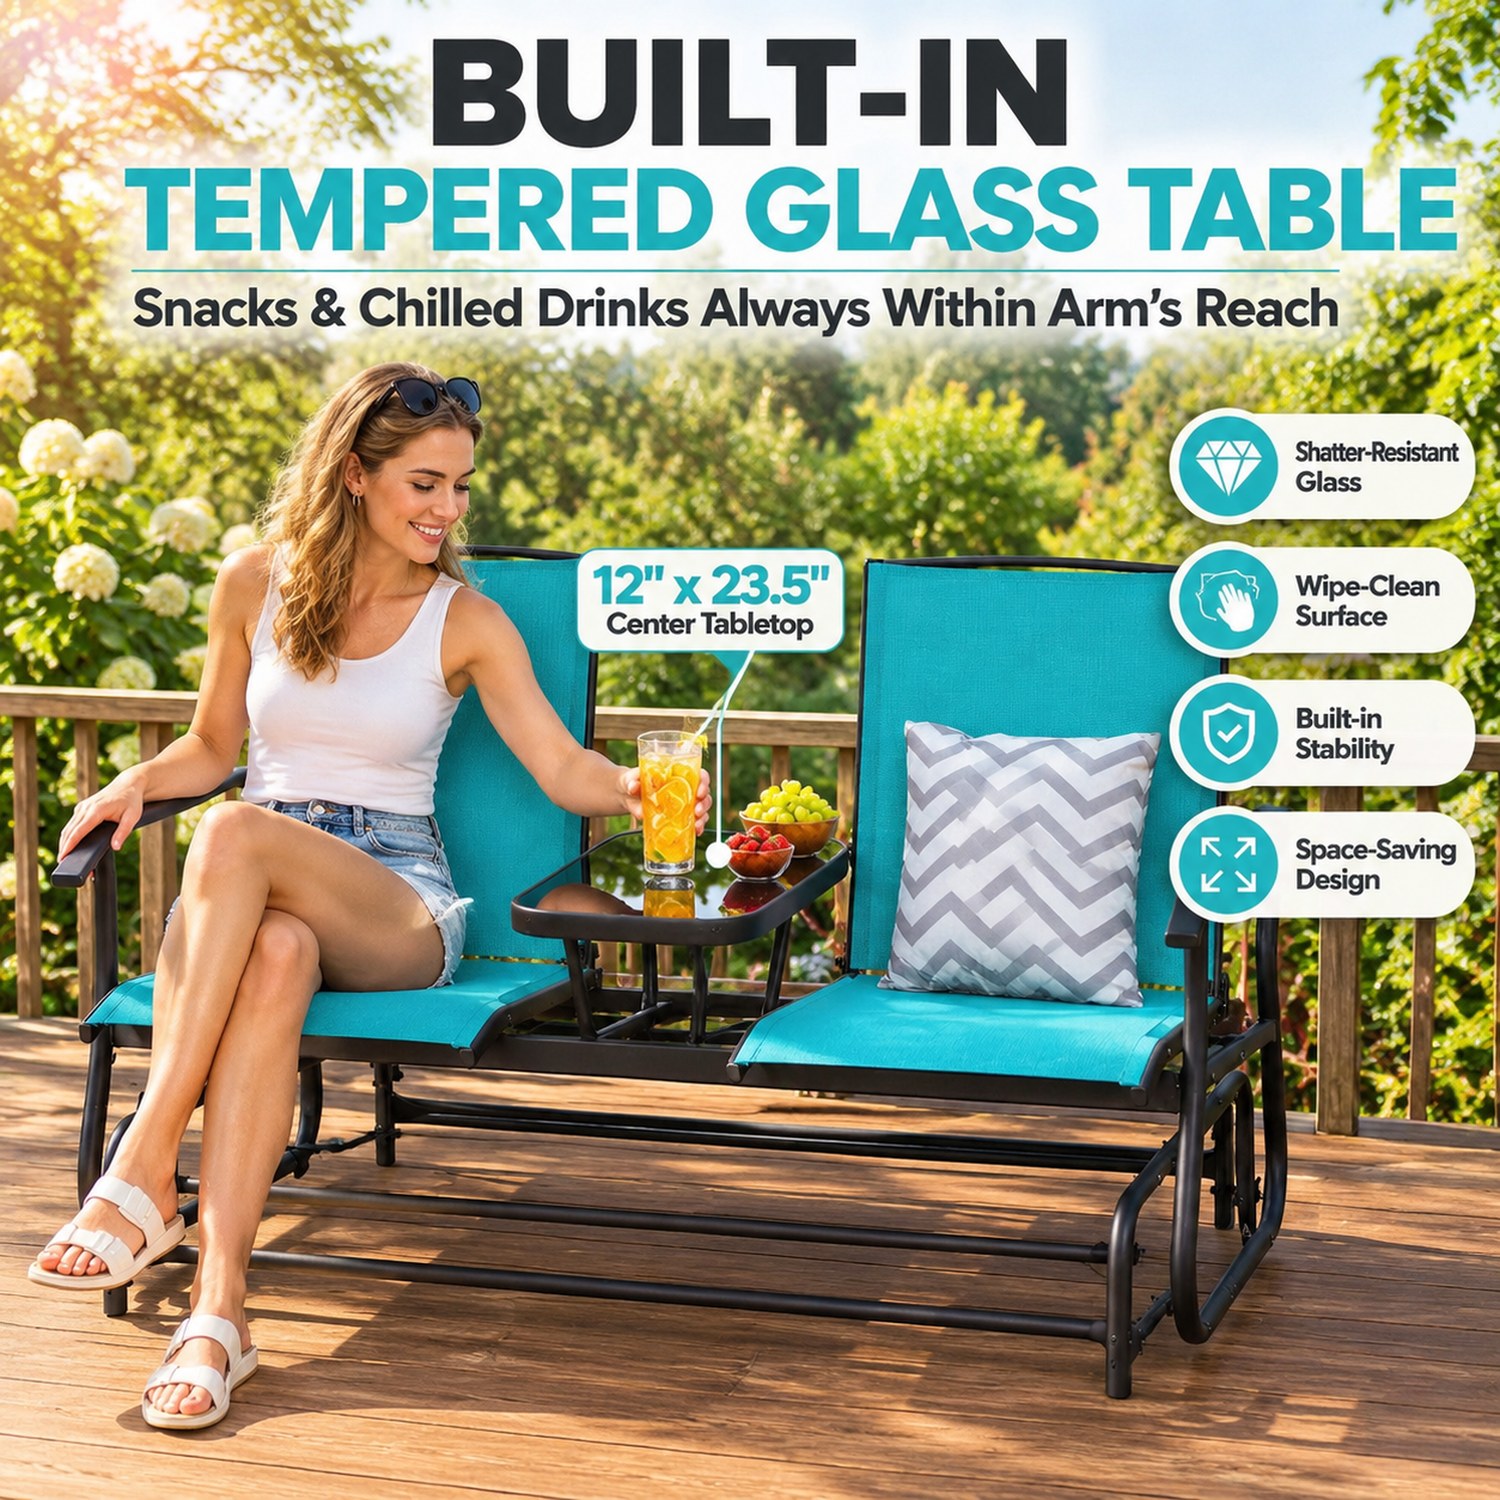 BUILT-IN
TEMPERED GLASS TABLE
Snacks & Chilled Drinks Always Within Arm's Reach
12" x 23.5"
Center Tabletop
Shatter-Resistant
Glass
Wipe-Clean
Surface
Built-in
Stability
Space-Saving
Design